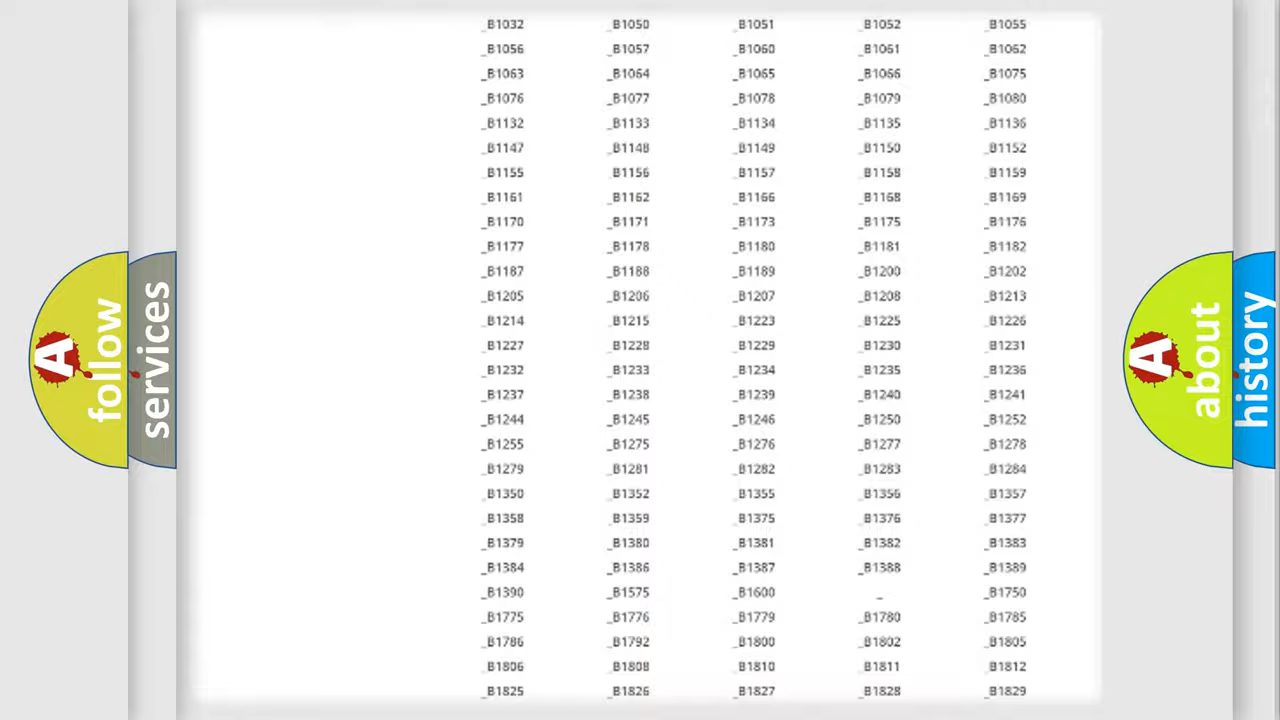 _B1032 _B1050 _B1051 _B1052 _B1055
_B1056 _B1057 _B1060 _B1061 _B1062
_B1063 _B1064 _B1065 _B1066 _B1075
_B1076 _B1077 _B1078 _B1079 _B1080
_B1132 _B1133 _B1134 _B1135 _B1136
_B1147 _B1148 _B1149 _B1150 _B1152
_B1155 _B1156 _B1157 _B1158 _B1159
_B1161 _B1162 _B1166 _B1168 _B1169
_B1170 _B1171 _B1173 _B1175 _B1176
_B1177 _B1178 _B1180 _B1181 _B1182
_B1187 _B1188 _B1189 _B1200 _B1202
_B1205 _B1206 _B1207 _B1208 _B1213
_B1214 _B1215 _B1223 _B1225 _B1226
_B1227 _B1228 _B1229 _B1230 _B1231
_B1232 _B1233 _B1234 _B1235 _B1236
_B1237 _B1238 _B1239 _B1240 _B1241
_B1244 _B1245 _B1246 _B1250 _B1252
_B1255 _B1275 _B1276 _B1277 _B1278
_B1279 _B1281 _B1282 _B1283 _B1284
_B1350 _B1352 _B1355 _B1356 _B1357
_B1358 _B1359 _B1375 _B1376 _B1377
_B1379 _B1380 _B1381 _B1382 _B1383
_B1384 _B1386 _B1387 _B1388 _B1389
_B1390 _B1575 _B1600 _ _B1750
_B1775 _B1776 _B1779 _B1780 _B1785
_B1786 _B1792 _B1800 _B1802 _B1805
_B1806 _B1808 _B1810 _B1811 _B1812
_B1825 _B1826 _B1827 _B1828 _B1829
A
follow
services
A
about
history